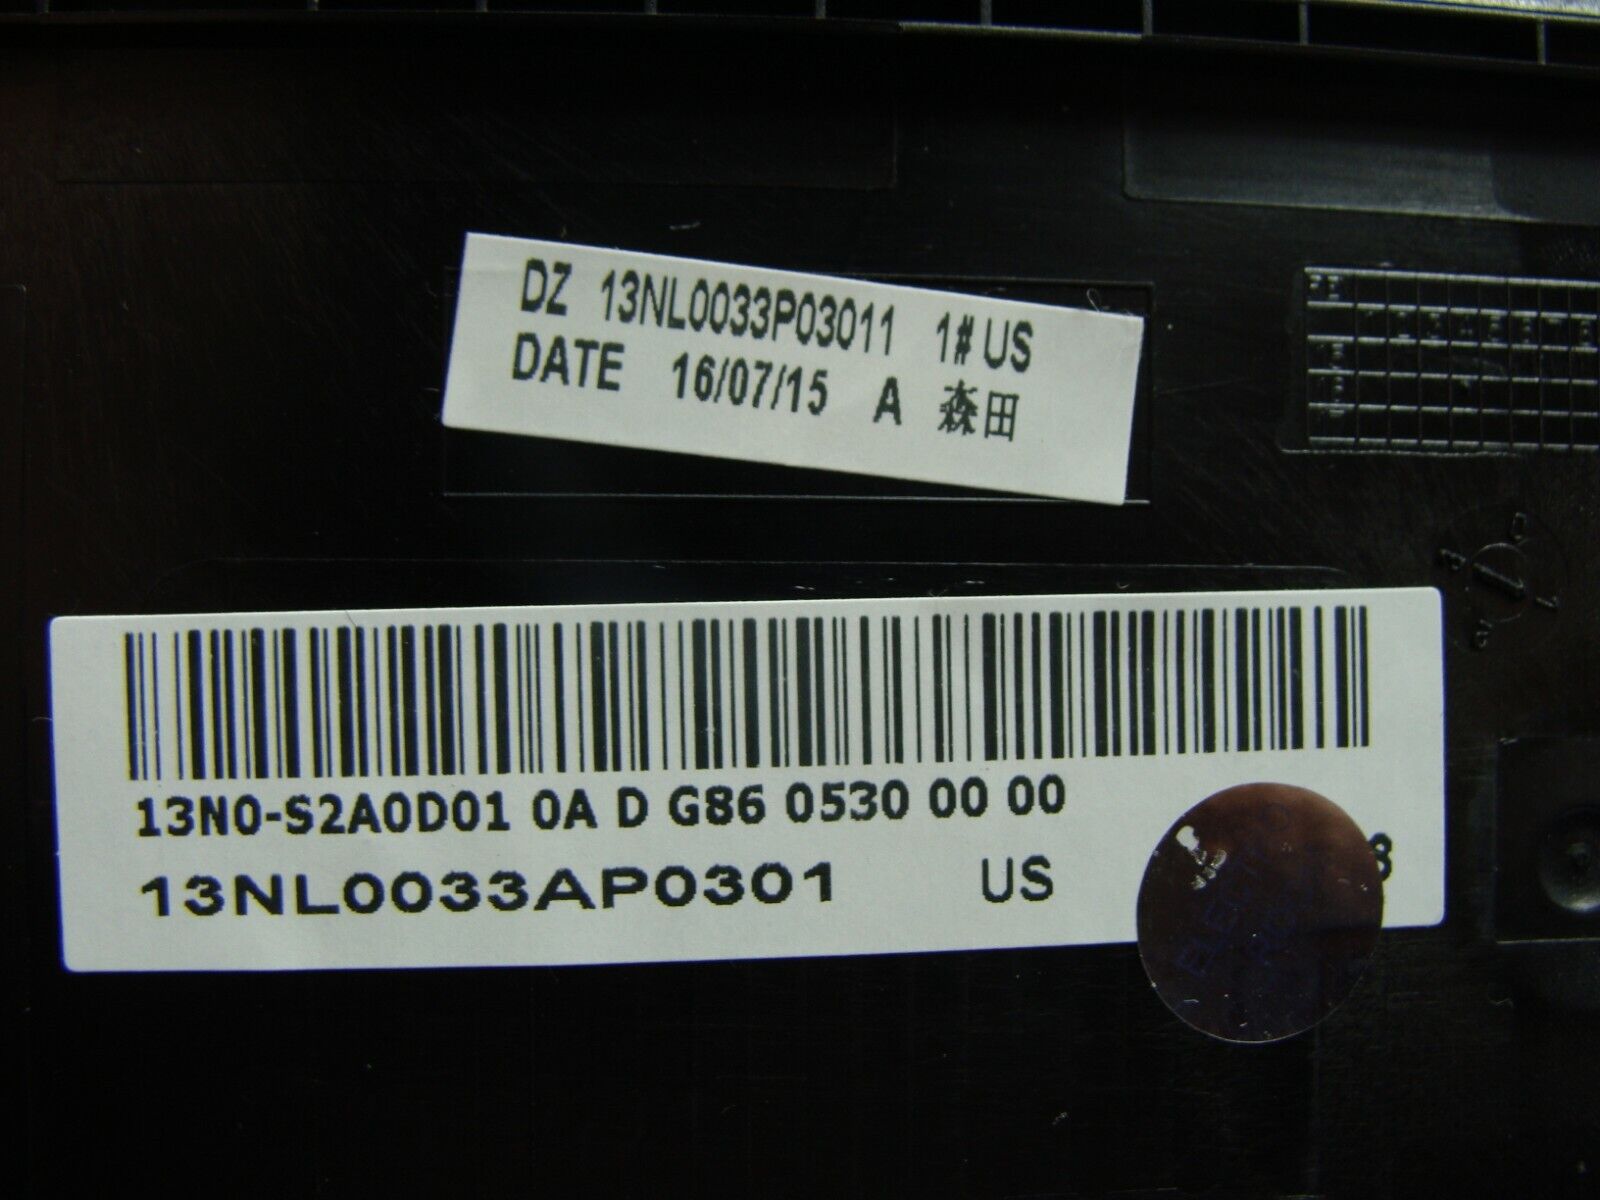 DZ 13NL0033P03011 1# US
DATE 16/07/15 A 森田
13N0-S2A0D01 0A D G86 0530 00 00
13NL0033AP0301 US
8